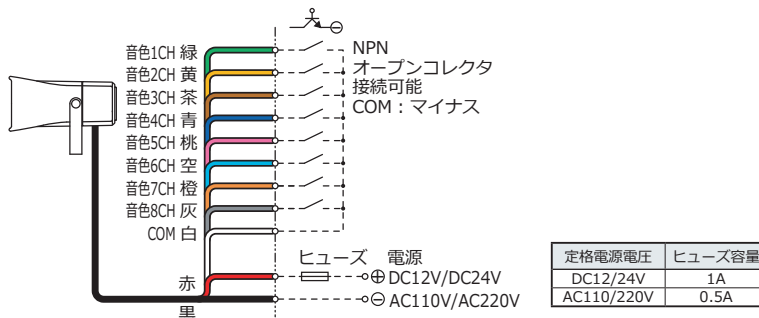 音色1CH 緑
音色2CH 黄
音色3CH 茶
音色4CH 青
音色5CH 桃
音色6CH 空
音色7CH 橙
音色8CH 灰
COM 白
赤
黒
NPN
オープンコレクタ
接続可能
COM：マイナス
ヒューズ 電源
⊕ DC12V/DC24V
⊖ AC110V/AC220V
定格電源電圧 ヒューズ容量
DC12/24V 1A
AC110/220V 0.5A